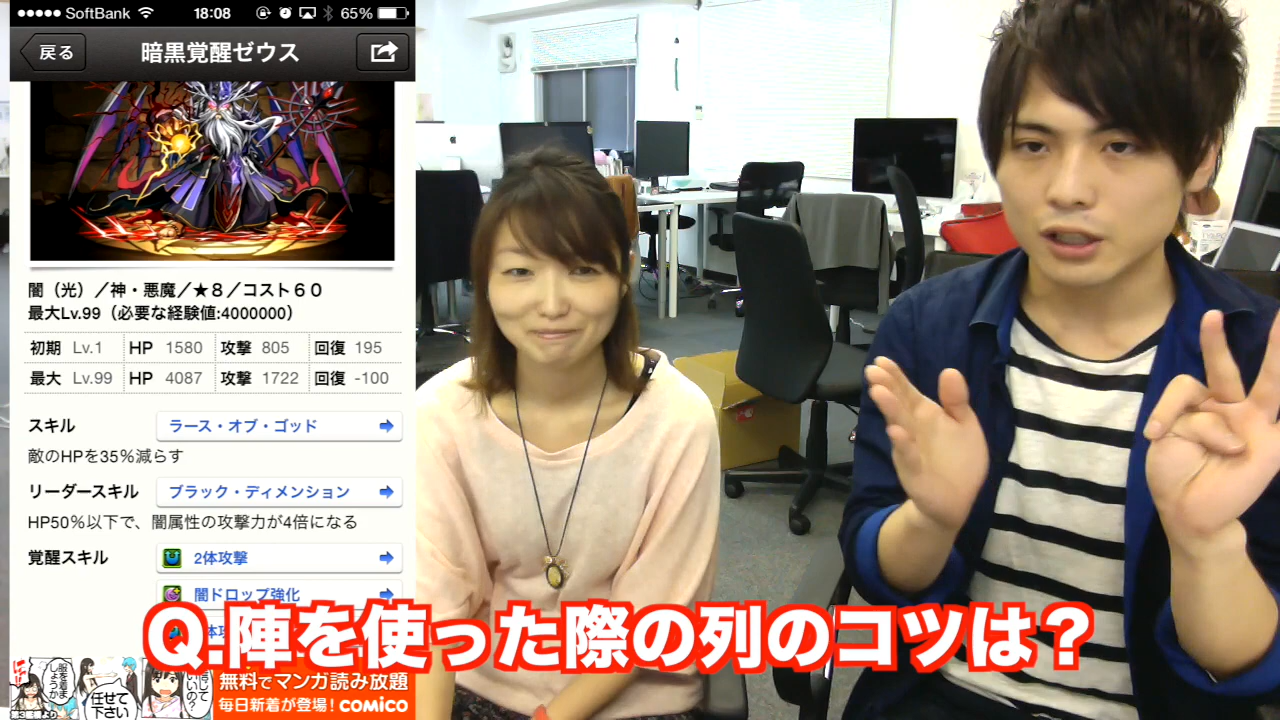 ●●●●● SoftBank 18:08 65%
戻る
暗黒覚醒ゼウス
闇（光）／神・悪魔／★８／コスト６０
最大Lv.99（必要な経験値:4000000）
初期 Lv.1 HP 1580 攻撃 805 回復 195
最大 Lv.99 HP 4087 攻撃 1722 回復 -100
スキル ラース・オブ・ゴッド
敵のHPを35%減らす
リーダースキル ブラック・ディメンション
HP50%以下で、闇属性の攻撃力が4倍になる
覚醒スキル 2体攻撃
闇ドロップ強化
Q.陣を使った際の列のコツは？
任せて下さい
無料でマンガ読み放題
毎日新着が登場！comico